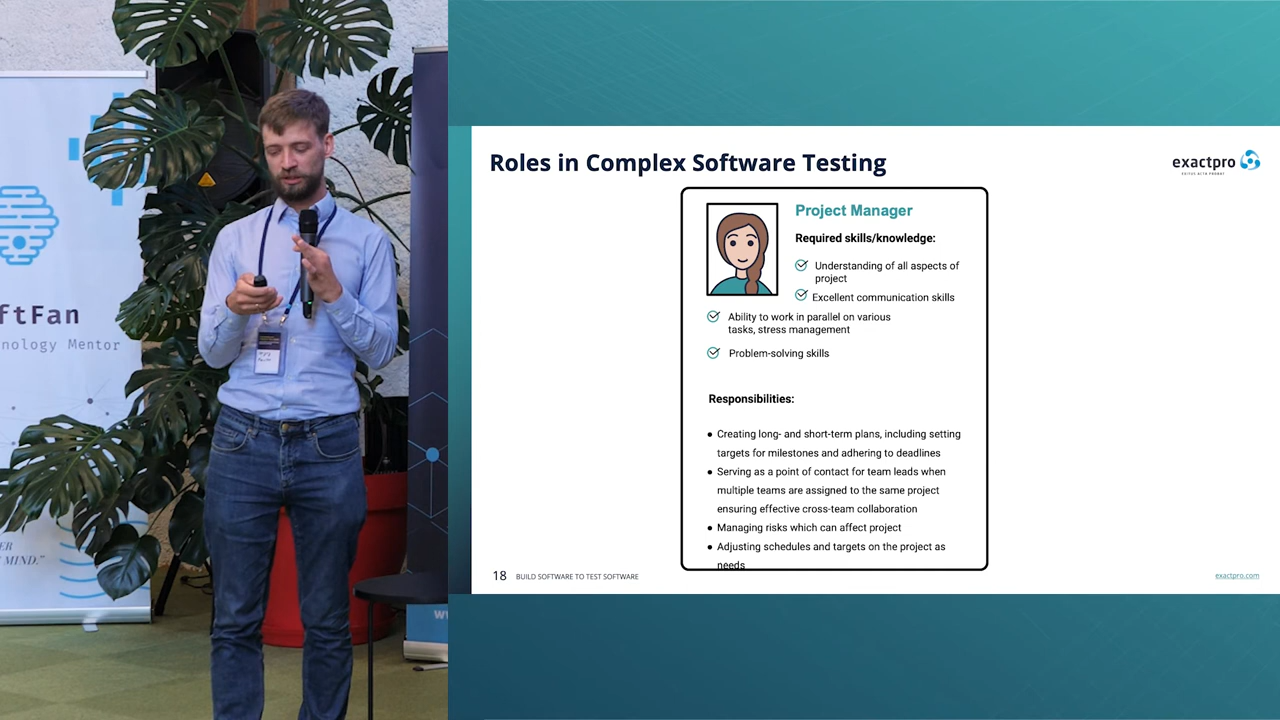 ftFan
nology Mentor
ER
MIND.”
W
Roles in Complex Software Testing
exactpro
EXITUS ACTA PROBAT
Project Manager
Required skills/knowledge:
Understanding of all aspects of
project
Excellent communication skills
Ability to work in parallel on various
tasks, stress management
Problem-solving skills
Responsibilities:
● Creating long- and short-term plans, including setting
targets for milestones and adhering to deadlines
● Serving as a point of contact for team leads when
multiple teams are assigned to the same project
ensuring effective cross-team collaboration
● Managing risks which can affect project
● Adjusting schedules and targets on the project as
needs
18 BUILD SOFTWARE TO TEST SOFTWARE
exactpro.com